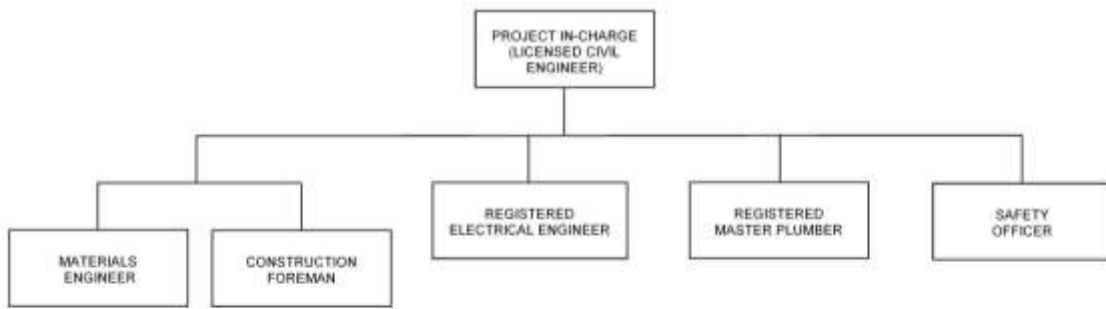 PROJECT IN-CHARGE
(LICENSED CIVIL
ENGINEER)
REGISTERED
ELECTRICAL ENGINEER
REGISTERED
MASTER PLUMBER
SAFETY
OFFICER
MATERIALS
ENGINEER
CONSTRUCTION
FOREMAN